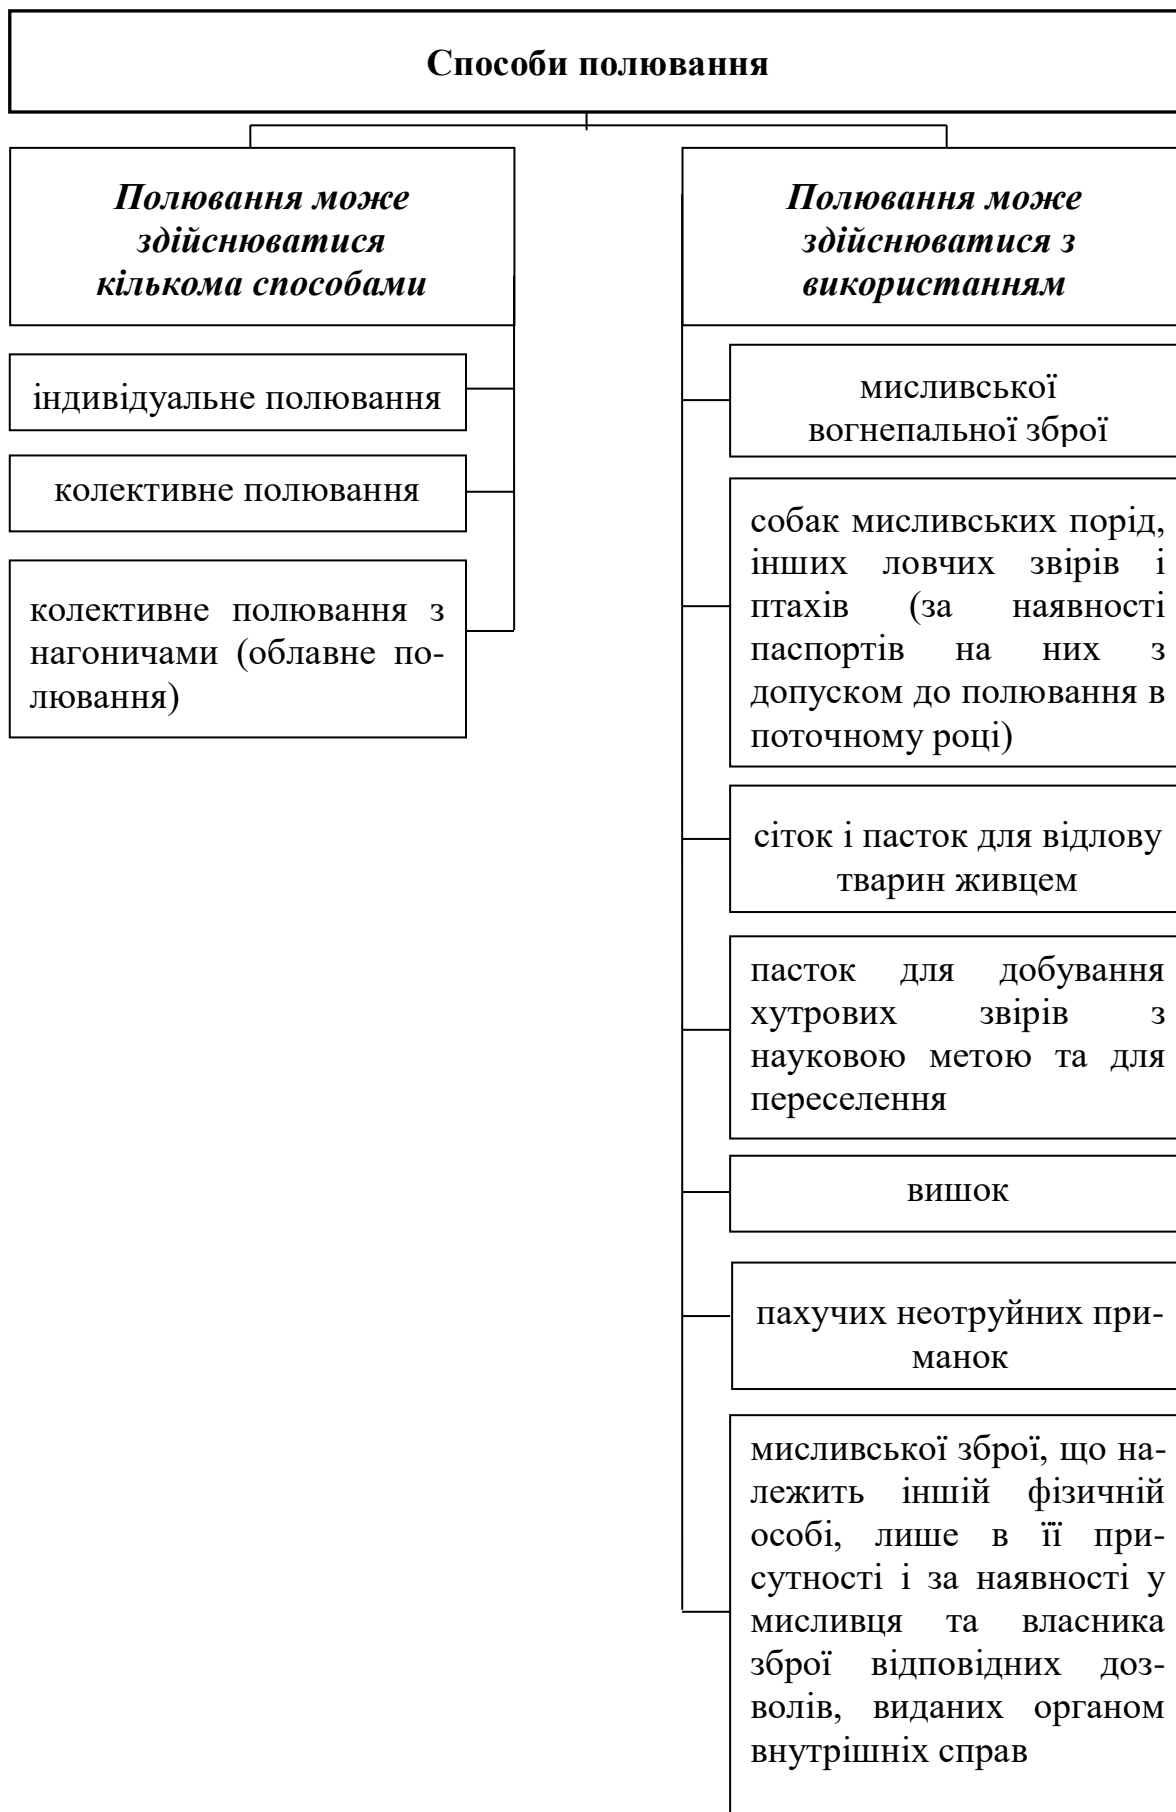 Способи полювання
Полювання може
здійснюватися
кількома способами
індивідуальне полювання
колективне полювання
колективне полювання з
нагоничами (облавне по-
лювання)
Полювання може
здійснюватися з
використанням
мисливської
вогнепальної зброї
собак мисливських порід,
інших ловчих звірів і
птахів (за наявності
паспортів на них з
допуском до полювання в
поточному році)
сіток і пасток для відлову
тварин живцем
пасток для добування
хутрових звірів з
науковою метою та для
переселення
вишок
пахучих неотруйних при-
манок
мисливської зброї, що на-
лежить іншій фізичній
особі, лише в її при-
сутності і за наявності у
мисливця та власника
зброї відповідних доз-
волів, виданих органом
внутрішніх справ